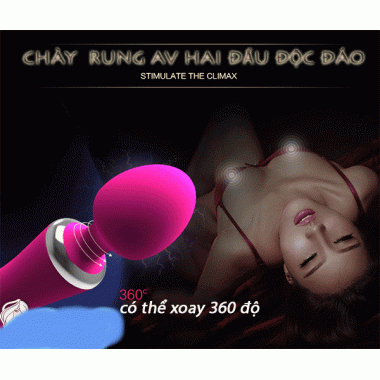 CHÀY RUNG AV HAI ĐẦU ĐỘC ĐÁO
STIMULATE THE CLIMAX
360°
có thể xoay 360 độ